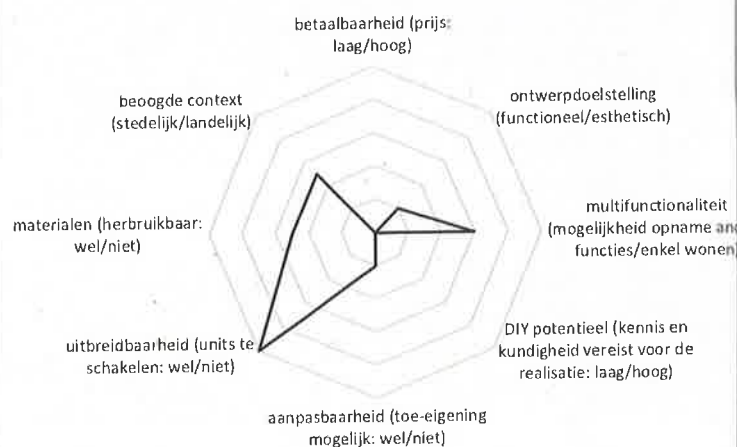 betaalbaarheid (prijs:
laag/hoog)
ontwerpdoelstelling
(functioneel/esthetisch)
multifunctionaliteit
(mogelijkheid opname
functies/enkel wonen)
DIY potentieel (kennis en
kundigheid vereist voor de
realisatie: laag/hoog)
aanpasbaarheid (toe-eigening
mogelijk: wel/niet)
uitbreidbaarheid (units te
schakelen: wel/niet)
materialen (herbruikbaar:
wel/niet)
beoogde context
(stedelijk/landelijk)